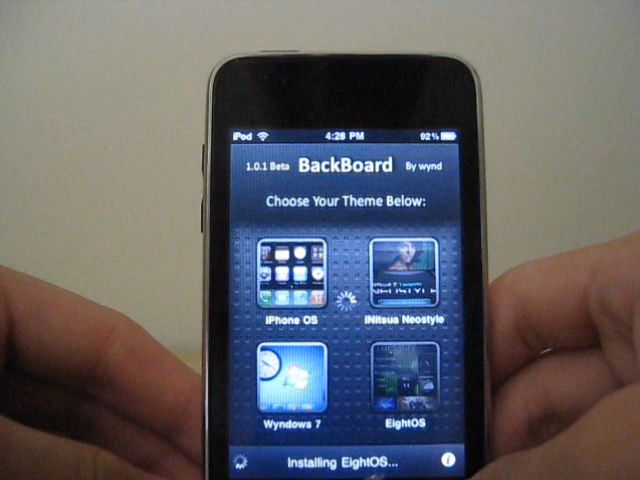 iPod 4:28 PM 92%
1.0.1 Beta BackBoard By wynd
Choose Your Theme Below:
iPhone OS iNitsua Neostyle
Wyndows 7 EightOS
Installing EightOS...